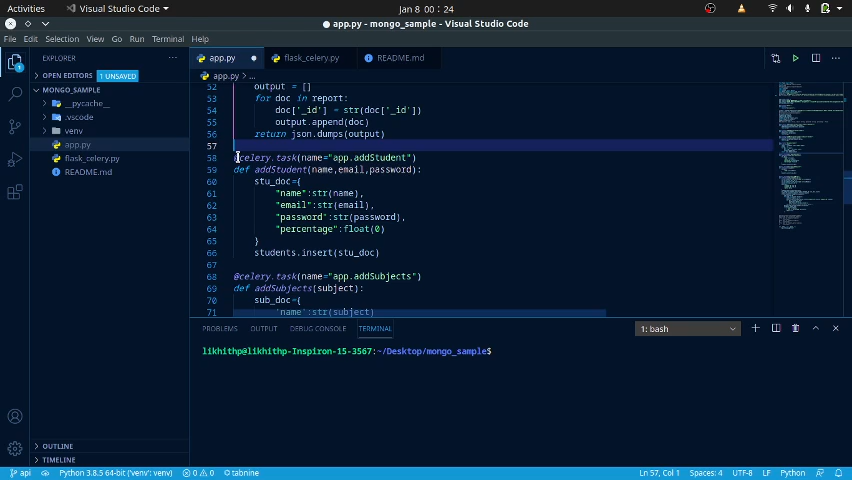 Activities
Visual Studio Code
Jan 8 00:24
app.py - mongo_sample - Visual Studio Code
File Edit Selection View Go Run Terminal Help
EXPLORER
app.py
flask_celery.py
README.md
OPEN EDITORS 1 UNSAVED
app.py > ...
MONGO_SAMPLE
__pycache__
.vscode
venv
app.py
flask_celery.py
README.md
52 output = []
53 for doc in report:
54 doc['_id'] = str(doc['_id'])
55 output.append(doc)
56 return json.dumps(output)
57
58 @celery.task(name="app.addStudent")
59 def addStudent(name,email,password):
60 stu_doc={
61 "name":str(name),
62 "email":str(email),
63 "password":str(password),
64 "percentage":float(0)
65 }
66 students.insert(stu_doc)
67
68 @celery.task(name="app.addSubjects")
69 def addSubjects(subject):
70 sub_doc={
71 'name':str(subject)
PROBLEMS OUTPUT DEBUG CONSOLE TERMINAL
1: bash
likhithp@likhithp-Inspiron-15-3567:~/Desktop/mongo_sample$
OUTLINE
TIMELINE
api
Python 3.8.5 64-bit ('venv': venv)
0 0
tabnine
Ln 57, Col 1
Spaces: 4
UTF-8
LF
Python